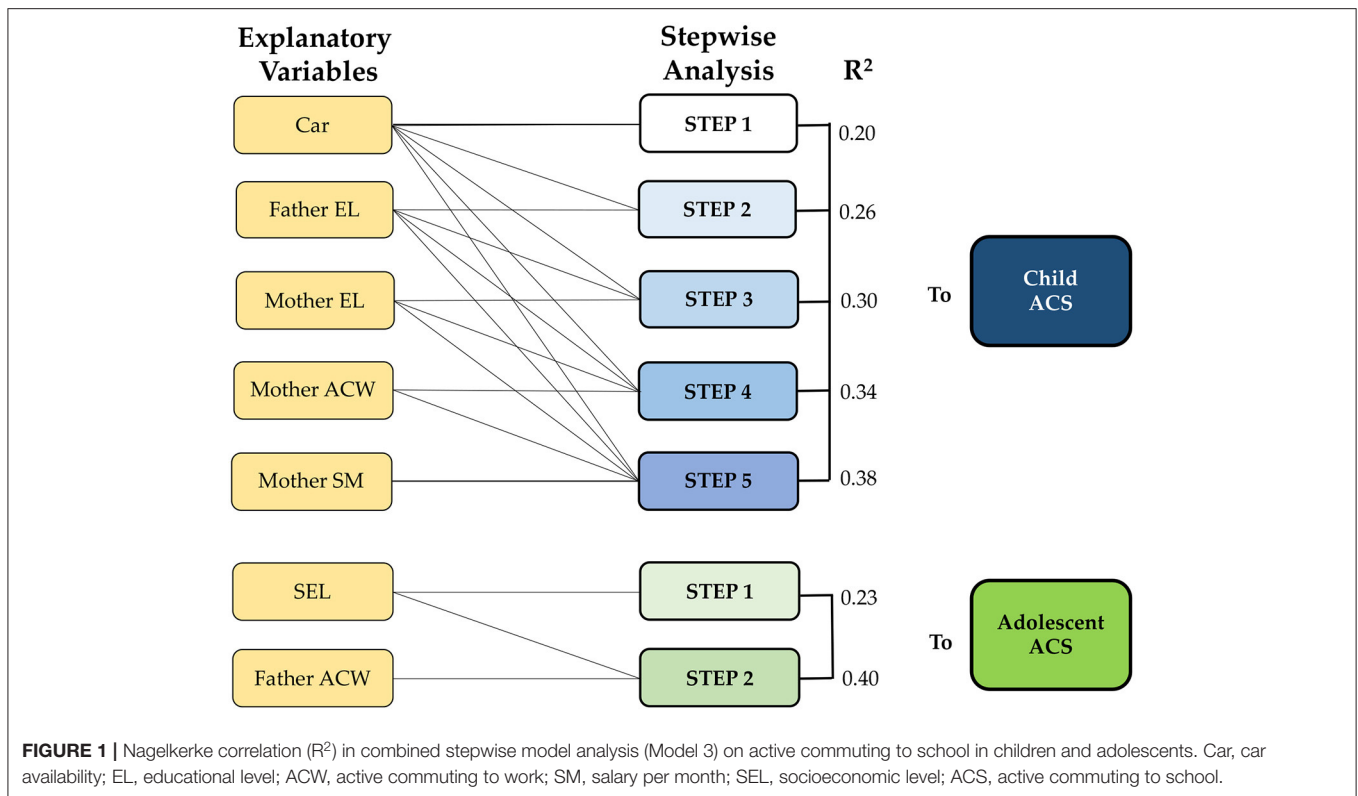 Explanatory
Variables
Stepwise
Analysis
R²
Car
STEP 1
0.20
Father EL
STEP 2
0.26
Mother EL
STEP 3
0.30
To
Child
ACS
Mother ACW
STEP 4
0.34
Mother SM
STEP 5
0.38
SEL
STEP 1
0.23
To
Adolescent
ACS
Father ACW
STEP 2
0.40
FIGURE 1 | Nagelkerke correlation (R²) in combined stepwise model analysis (Model 3) on active commuting to school in children and adolescents. Car, car
availability; EL, educational level; ACW, active commuting to work; SM, salary per month; SEL, socioeconomic level; ACS, active commuting to school.